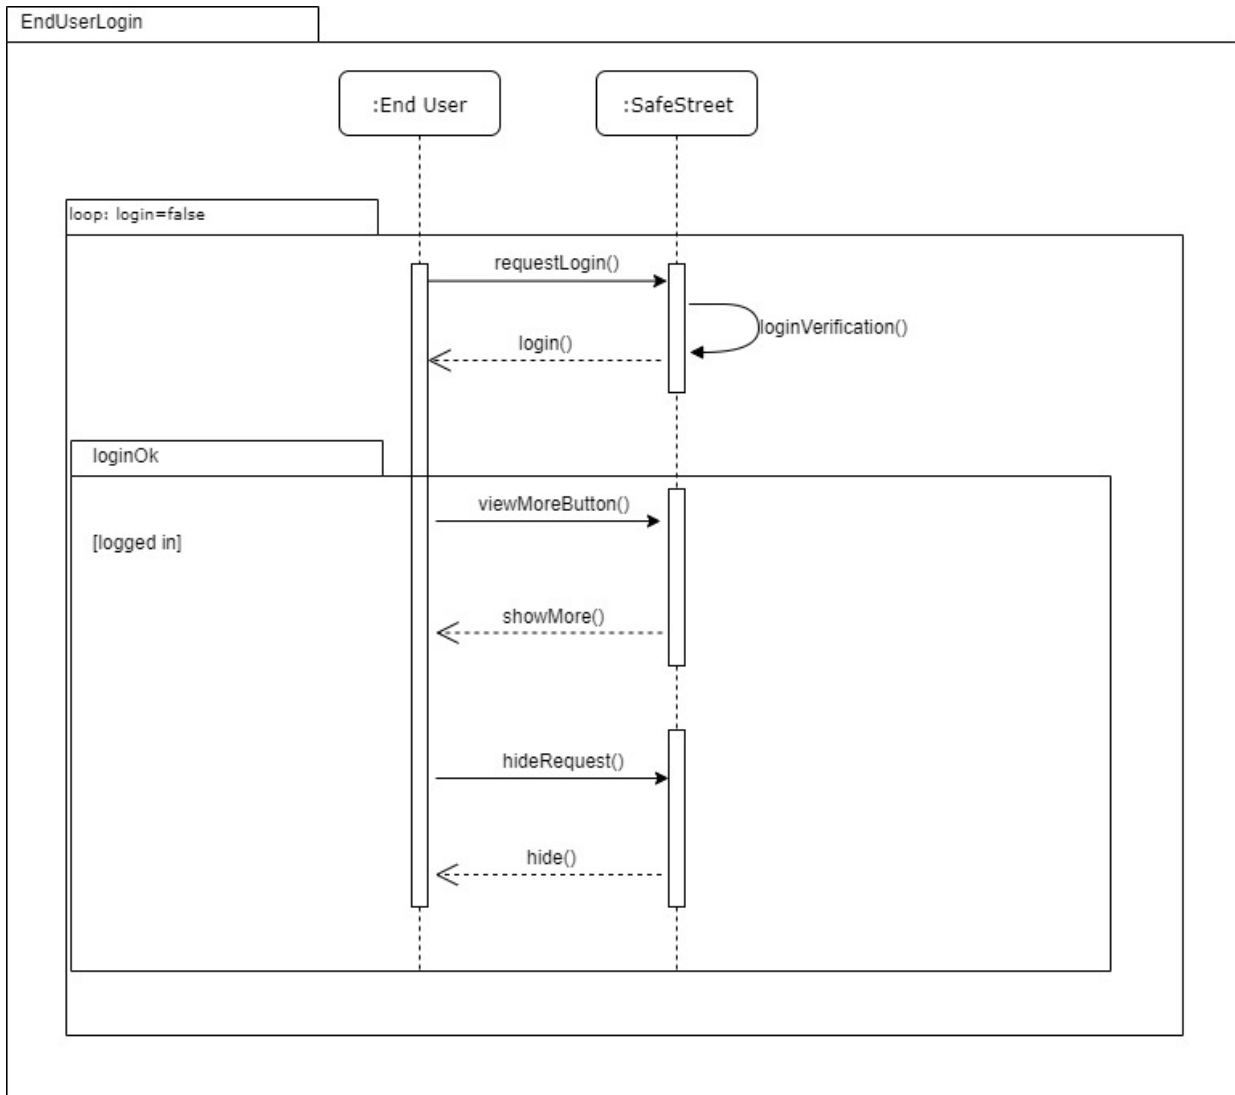 EndUserLogin
:End User
:SafeStreet
loop: login=false
requestLogin()
loginVerification()
login()
loginOk
viewMoreButton()
[logged in]
showMore()
hideRequest()
hide()